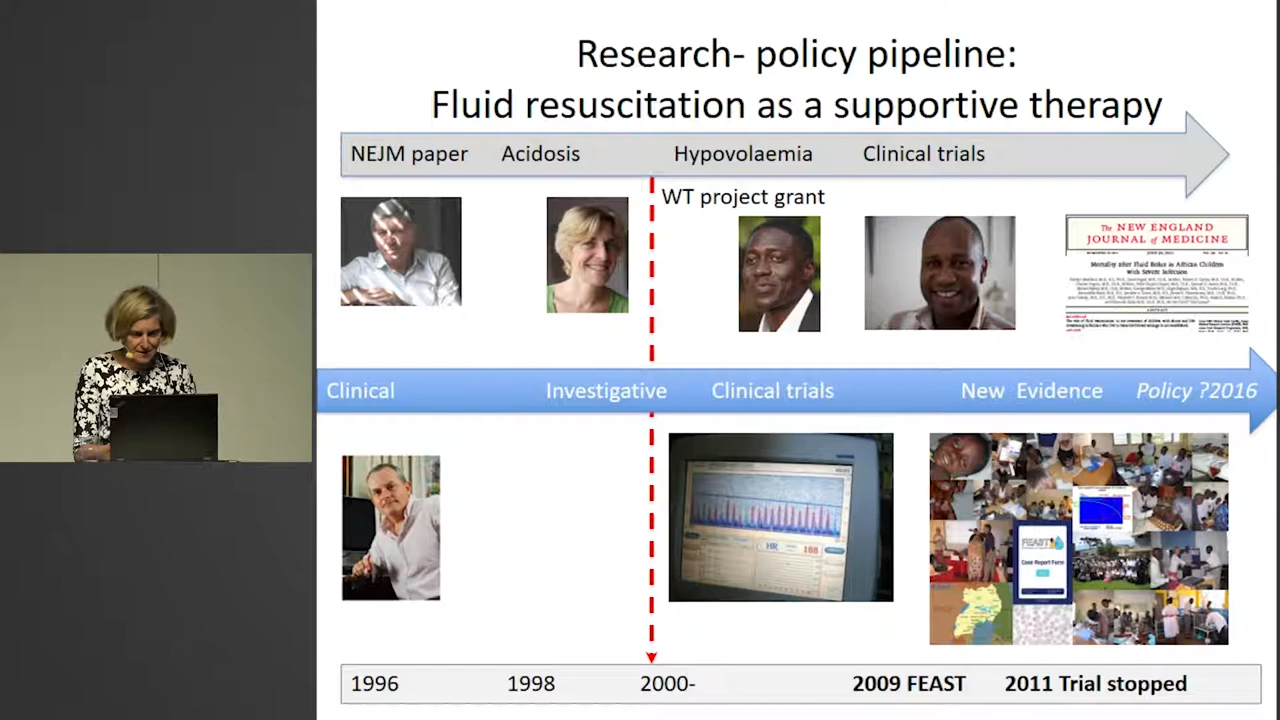 Research- policy pipeline:
Fluid resuscitation as a supportive therapy
NEJM paper Acidosis Hypovolaemia Clinical trials
WT project grant
The NEW ENGLAND
JOURNAL of MEDICINE
Mortality after Fluid Bolus in African Children
with Severe Infection
Clinical Investigative Clinical trials New Evidence Policy ?2016
HR 188
FEAST
Case Report Form
1996 1998 2000- 2009 FEAST 2011 Trial stopped